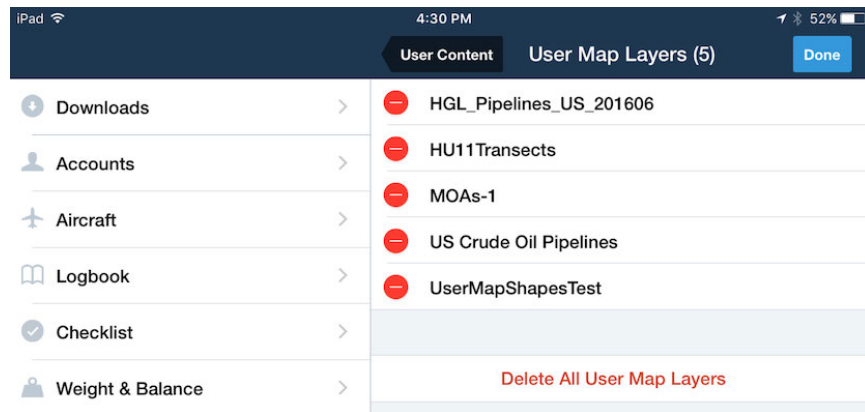 iPad 4:30 PM 52%
User Content User Map Layers (5) Done
Downloads
Accounts
Aircraft
Logbook
Checklist
Weight & Balance
HGL_Pipelines_US_201606
HU11Transects
MOAs-1
US Crude Oil Pipelines
UserMapShapesTest
Delete All User Map Layers